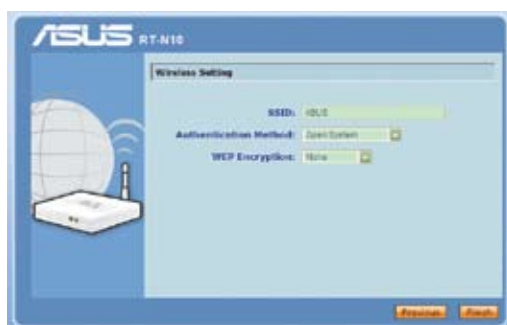 ASUS RT-N10
Wireless Setting
SSID: ASUS
Authentication Method: Open System
WEP Encryption: None
Previous Finish